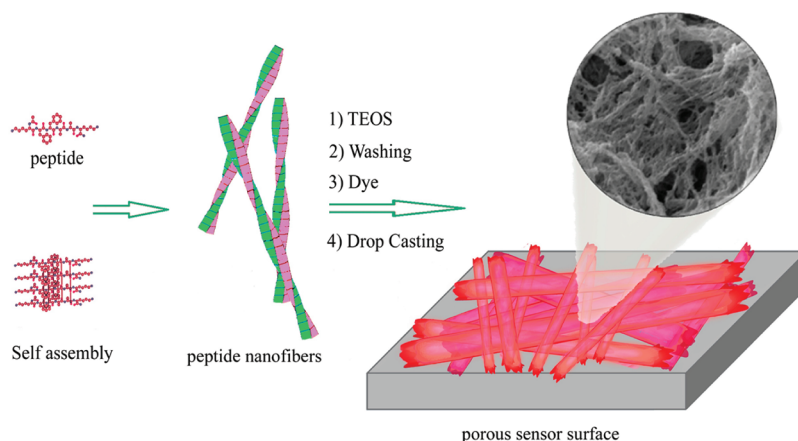 peptide
Self assembly
peptide nanofibers
1) TEOS
2) Washing
3) Dye
4) Drop Casting
porous sensor surface